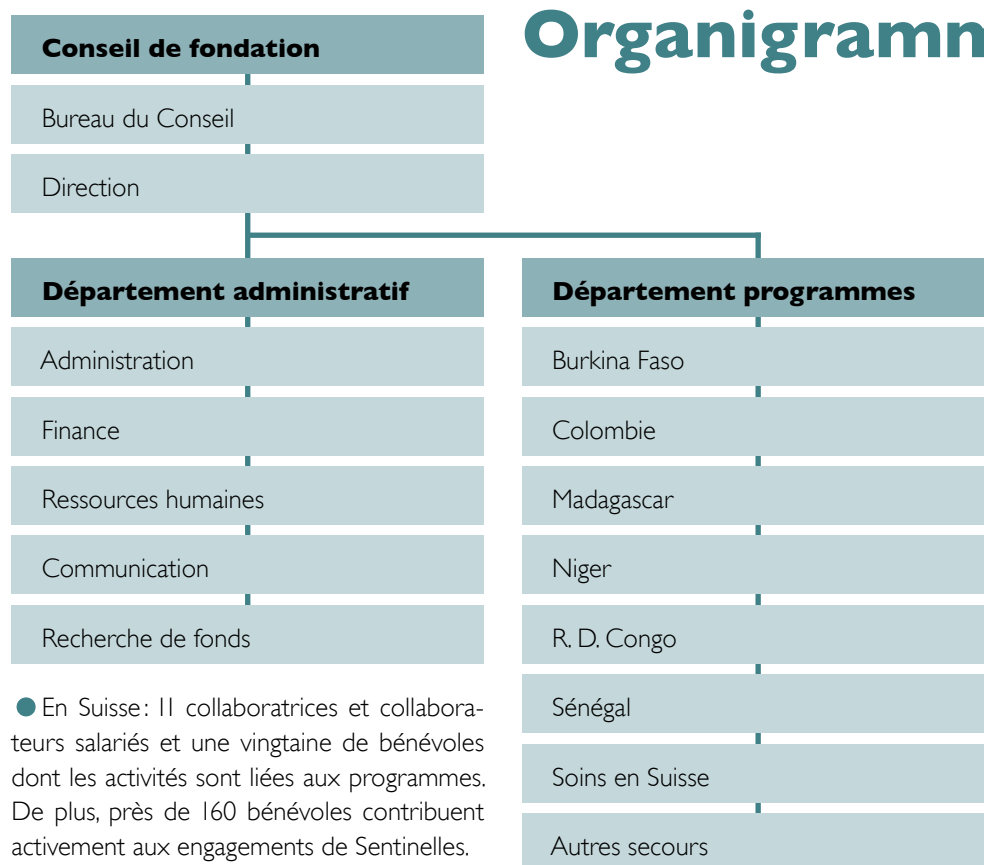 Organigramm
Conseil de fondation
Bureau du Conseil
Direction
Département administratif
Administration
Finance
Ressources humaines
Communication
Recherche de fonds
Département programmes
Burkina Faso
Colombie
Madagascar
Niger
R. D. Congo
Sénégal
Soins en Suisse
Autres secours
● En Suisse : 11 collaboratrices et collabora-
teurs salariés et une vingtaine de bénévoles
dont les activités sont liées aux programmes.
De plus, près de 160 bénévoles contribuent
activement aux engagements de Sentinelles.